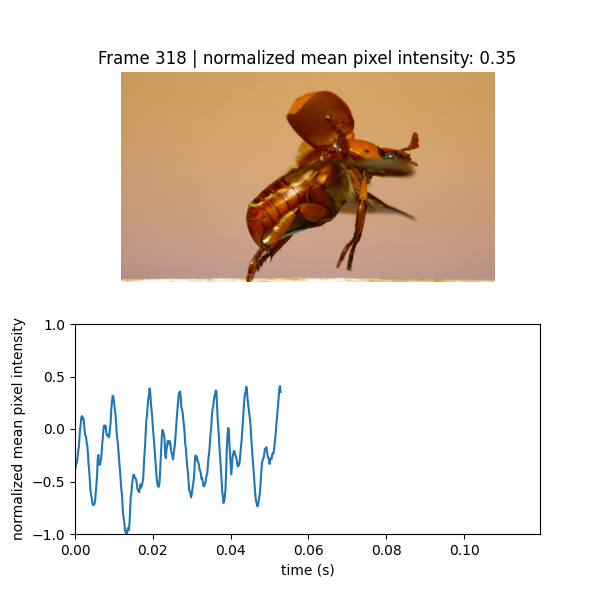 Frame 318 | normalized mean pixel intensity: 0.35
1.0
0.5
0.0
−0.5
−1.0
normalized mean pixel intensity
0.00 0.02 0.04 0.06 0.08 0.10
time (s)